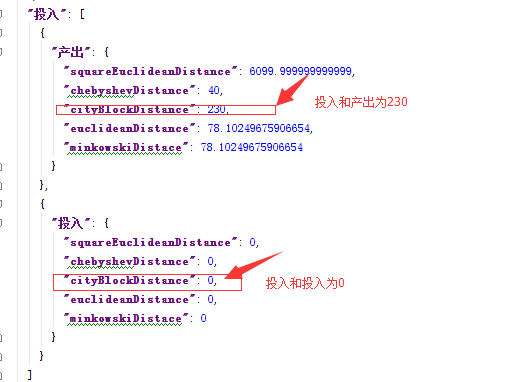 "投入": [
{
"产出": {
"squareEuclideanDistance": 6099.999999999999,
"chebyshevDistance": 40,
"cityBlockDistance": 230,
投入和产出为230
"euclideanDistance": 78.10249675906654,
"minkowskiDistace": 78.10249675906654
}
},
{
"投入": {
"squareEuclideanDistance": 0,
"chebyshevDistance": 0,
"cityBlockDistance": 0,
投入和投入为0
"euclideanDistance": 0,
"minkowskiDistace": 0
}
}
]